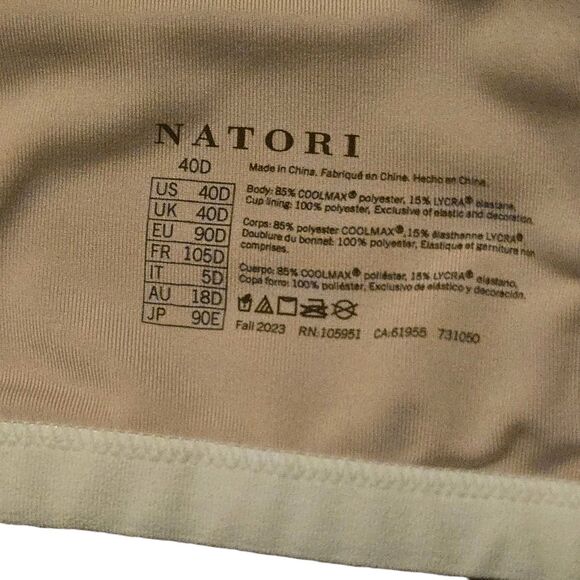 NATORI
40D
US 40D
UK 40D
EU 90D
FR 105D
IT 5D
AU 18D
JP 90E
Made in China. Fabriqué en Chine. Hecho en China.
Body: 85% COOLMAX® polyester, 15% LYCRA® elastane,
Cup lining: 100% polyester, Exclusive of elastic and decoration.
Corps: 85% polyester COOLMAX®, 15% élasthanne LYCRA®
Doublure du bonnet: 100% polyester, Elastique et garniture non
comprises.
Cuerpo: 85% COOLMAX® poliéster, 15% LYCRA® elastano,
Copa forro: 100% poliéster, Exclusivo de elástico y decoración.
Fall 2023 RN:105951 CA:61955 731050